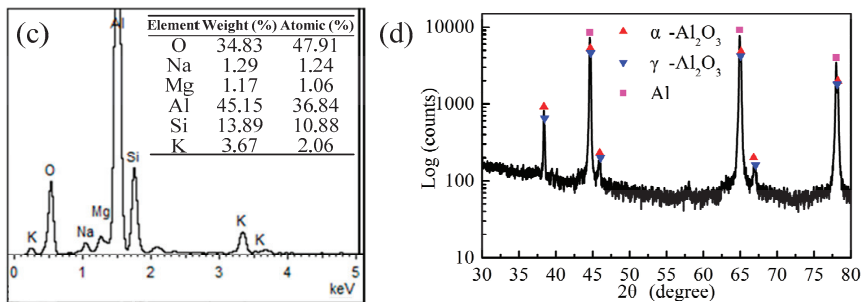 (c)
Element Weight (%) Atomic (%)
O 34.83 47.91
Na 1.29 1.24
Mg 1.17 1.06
Al 45.15 36.84
Si 13.89 10.88
K 3.67 2.06
Al
O
Si
Mg
K
Na
K
K
0 1 2 3 4 5
keV
(d)
α -Al₂O₃
γ -Al₂O₃
Al
Log (counts)
10000
1000
100
10
30 35 40 45 50 55 60 65 70 75 80
2θ (degree)